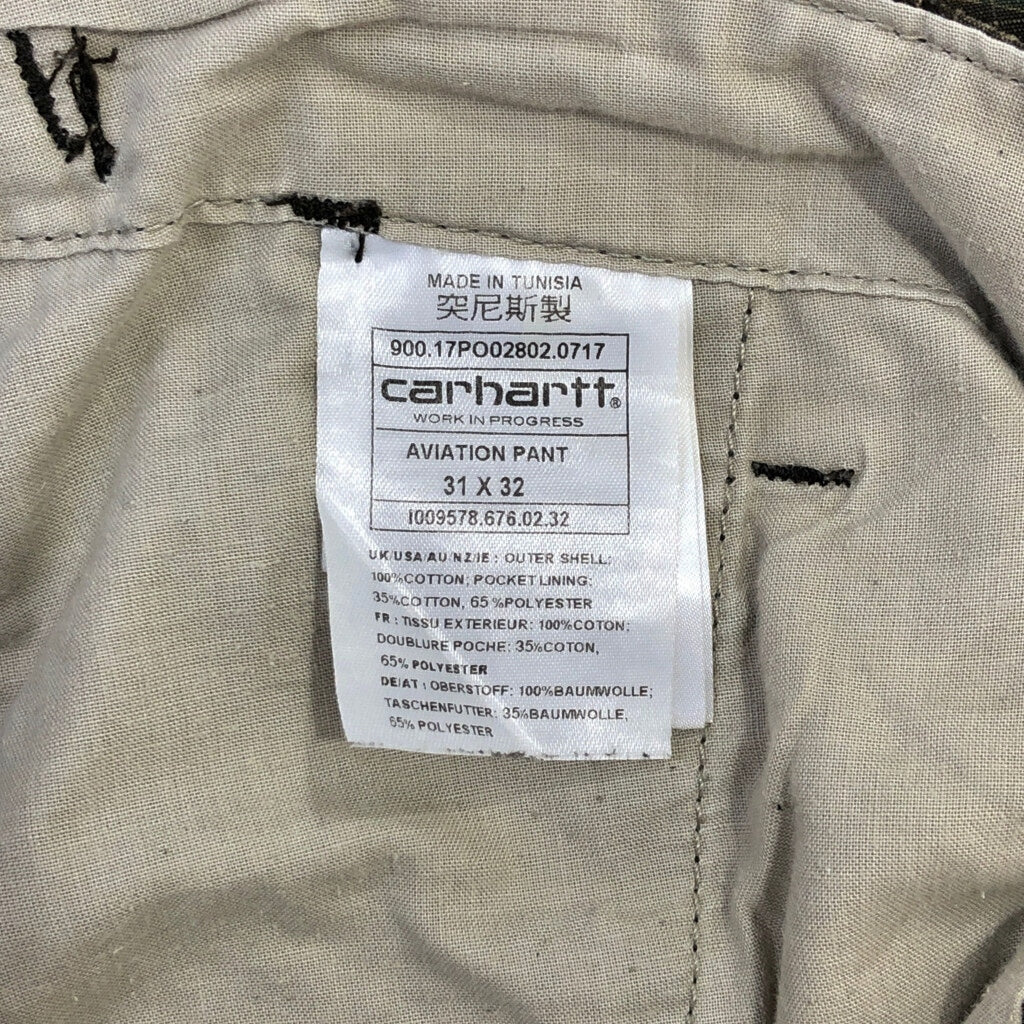 MADE IN TUNISIA
突尼斯製
900.17PO02802.0717
carhartt®
WORK IN PROGRESS
AVIATION PANT
31 X 32
I009578.676.02.32
UK/USA/AU/NZ/IE : OUTER SHELL:
100%COTTON; POCKET LINING:
35%COTTON, 65%POLYESTER
FR : TISSU EXTERIEUR: 100%COTON;
DOUBLURE POCHE: 35%COTON,
65% POLYESTER
DE/AT : OBERSTOFF: 100%BAUMWOLLE;
TASCHENFUTTER: 35%BAUMWOLLE,
65% POLYESTER